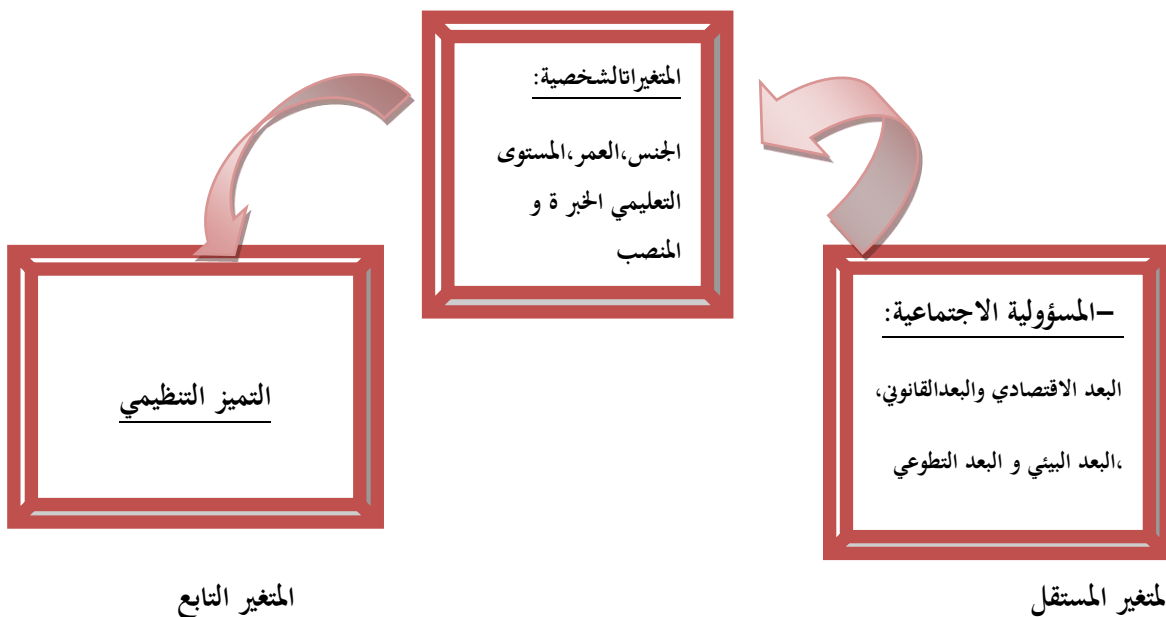 المتغيراتالشخصية:
الجنس،العمر،المستوى
التعليمي الخبر ة و
المنصب
–المسؤولية الاجتماعية:
البعد الاقتصادي والبعدالقانوني،
،البعد البيئي و البعد التطوعي
التميز التنظيمي
لمتغير المستقل
المتغير التابع